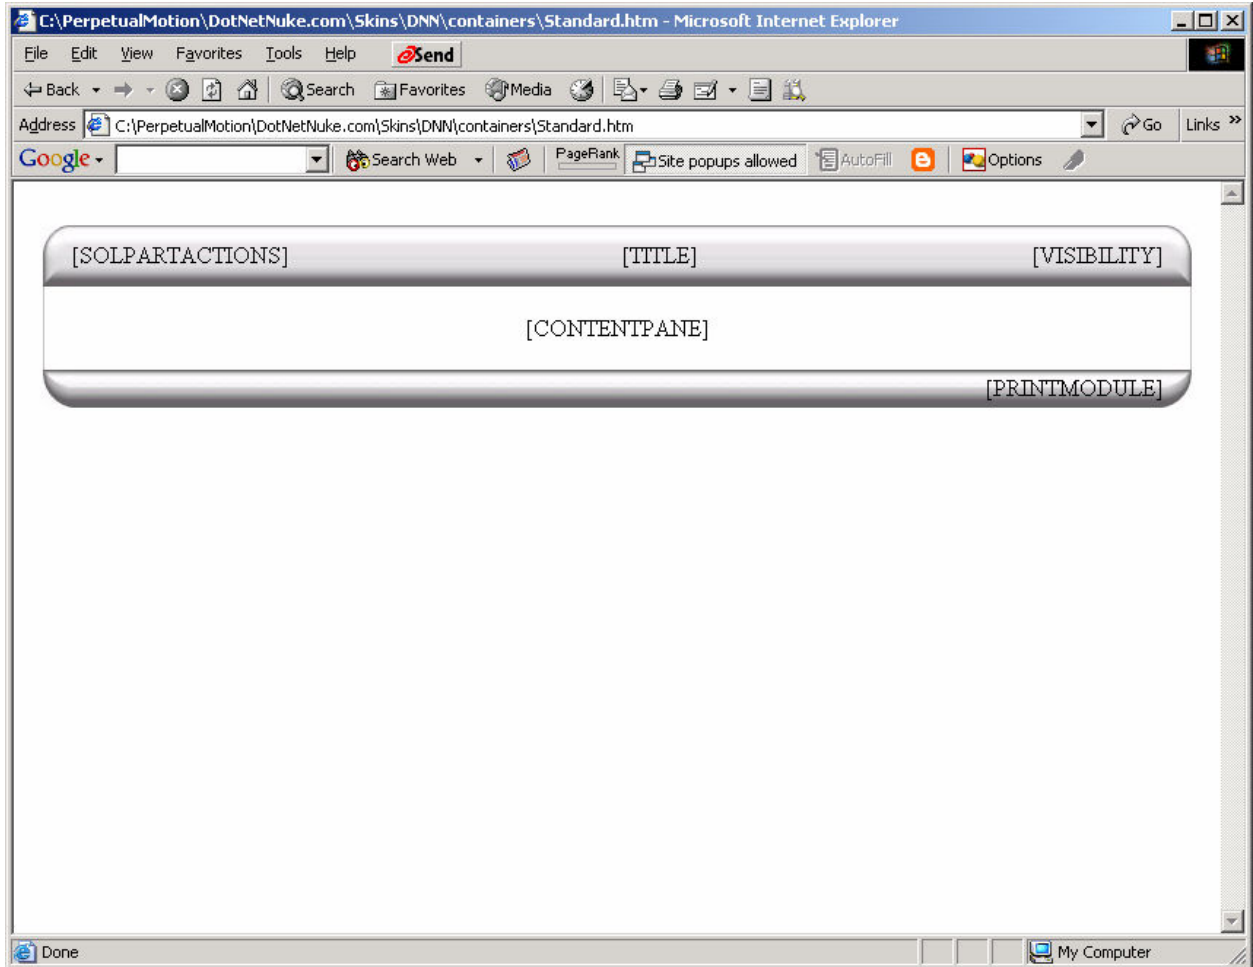 C:\PerpetualMotion\DotNetNuke.com\Skins\DNN\containers\Standard.htm - Microsoft Internet Explorer
File Edit View Favorites Tools Help eSend
Back Search Favorites Media
Address C:\PerpetualMotion\DotNetNuke.com\Skins\DNN\containers\Standard.htm Go Links »
Google Search Web PageRank Site popups allowed AutoFill Options
[SOLPARTACTIONS] [TITLE] [VISIBILITY]
[CONTENTPANE]
[PRINTMODULE]
Done My Computer